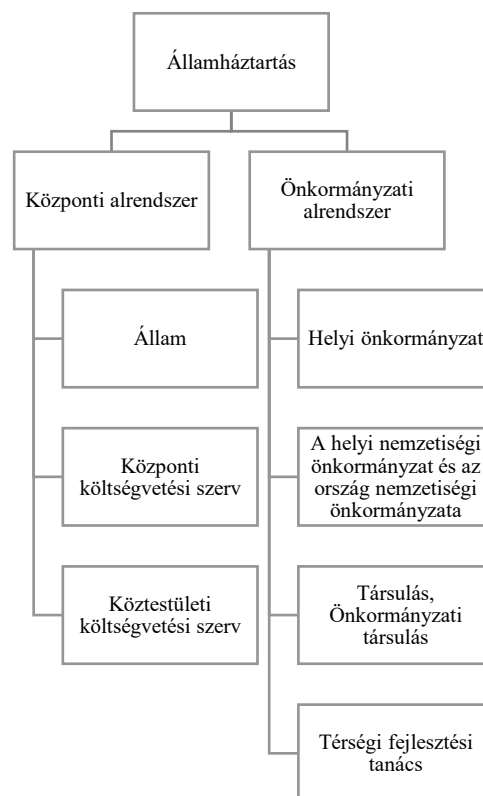 Államháztartás
Központi alrendszer
Önkormányzati
alrendszer
Állam
Helyi önkormányzat
Központi
költségvetési szerv
A helyi nemzetiségi
önkormányzat és az
ország nemzetiségi
önkormányzata
Köztestületi
költségvetési szerv
Társulás,
Önkormányzati
társulás
Térségi fejlesztési
tanács